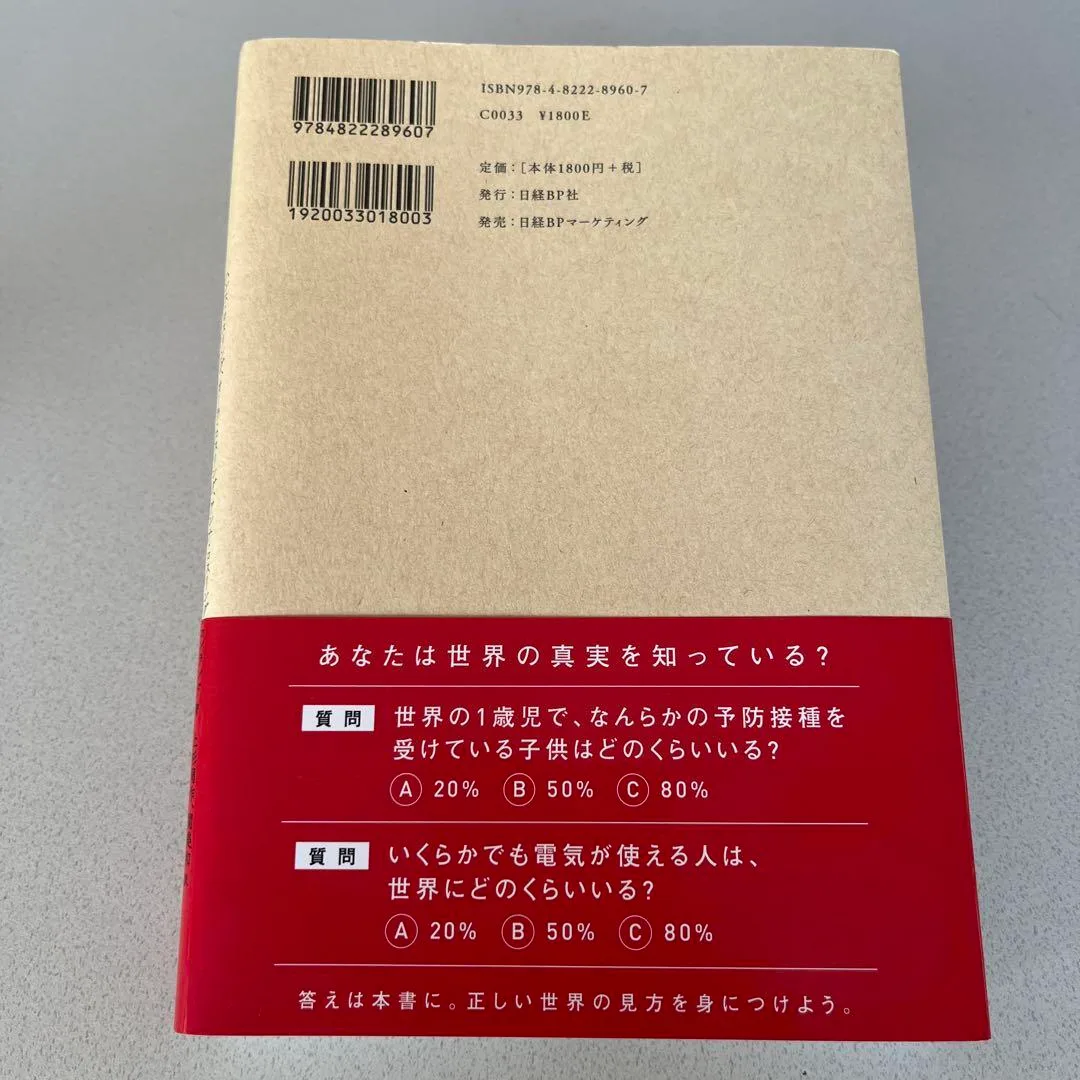 ISBN978-4-8222-8960-7
C0033 ¥1800E
9784822289607
定価:[本体1800円+税]
発行:日経BP社
発売:日経BPマーケティング
1920033018003
あなたは世界の真実を知っている?
質問 世界の1歳児で、なんらかの予防接種を
受けている子供はどのくらいいる?
A 20% B 50% C 80%
質問 いくらかでも電気が使える人は、
世界にどのくらいいる?
A 20% B 50% C 80%
答えは本書に。正しい世界の見方を身につけよう。